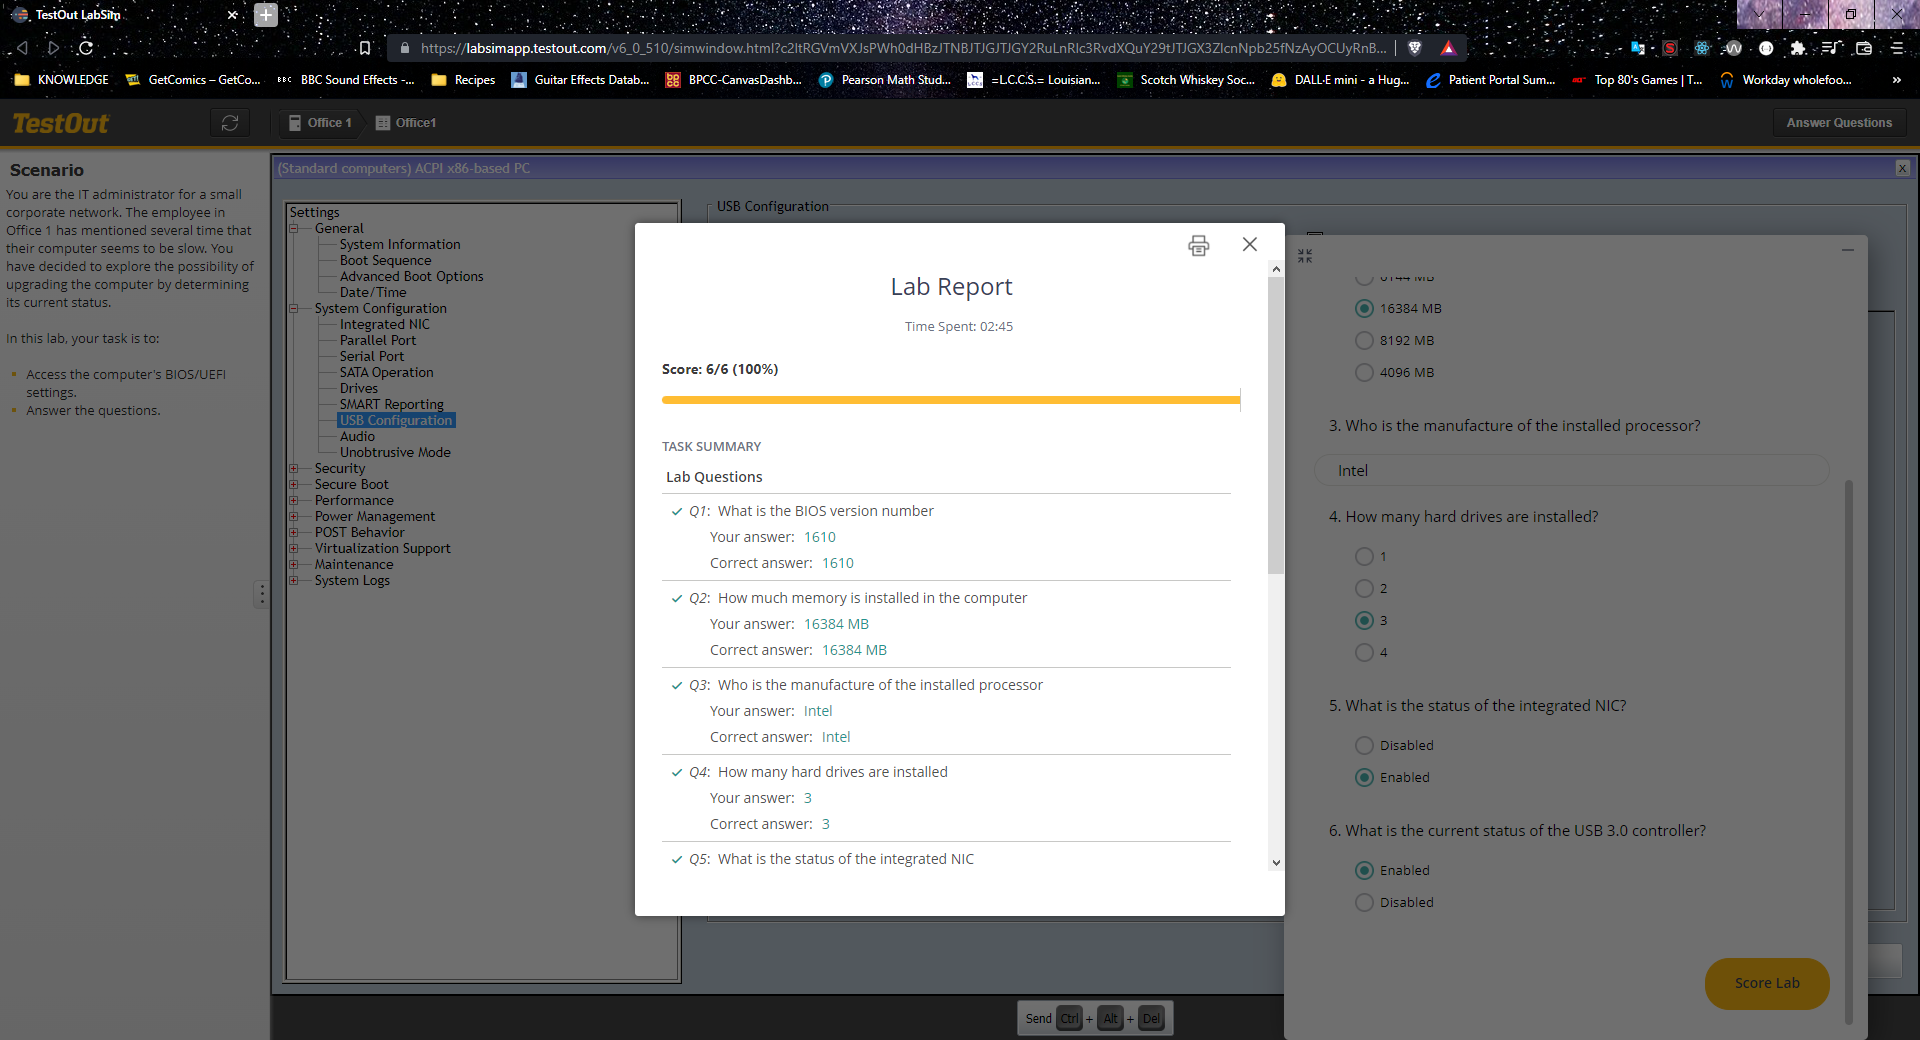 TestOut LabSim
https://labsimapp.testout.com/v6_0_510/simwindow.html?
KNOWLEDGE
GetComics – GetCo...
BBC
BBC Sound Effects -...
Recipes
Guitar Effects Datab...
BPCC-CanvasDashb...
Pearson Math Stud...
=L.C.C.S.= Louisian...
Scotch Whiskey Soc...
DALL·E mini - a Hug...
Patient Portal Sum...
Top 80's Games | T...
Workday wholefoo...
»
TestOut
Office 1
Office1
Answer Questions
Scenario
You are the IT administrator for a small
corporate network. The employee in
Office 1 has mentioned several time that
their computer seems to be slow. You
have decided to explore the possibility of
upgrading the computer by determining
its current status.
In this lab, your task is to:
Access the computer's BIOS/UEFI
settings.
Answer the questions.
(Standard computers) ACPI x86-based PC
Settings
General
System Information
Boot Sequence
Advanced Boot Options
Date/Time
System Configuration
Integrated NIC
Parallel Port
Serial Port
SATA Operation
Drives
SMART Reporting
USB Configuration
Audio
Unobtrusive Mode
Security
Secure Boot
Performance
Power Management
POST Behavior
Virtualization Support
Maintenance
System Logs
USB Configuration
Lab Report
Time Spent: 02:45
Score: 6/6 (100%)
TASK SUMMARY
Lab Questions
Q1: What is the BIOS version number
Your answer: 1610
Correct answer: 1610
Q2: How much memory is installed in the computer
Your answer: 16384 MB
Correct answer: 16384 MB
Q3: Who is the manufacture of the installed processor
Your answer: Intel
Correct answer: Intel
Q4: How many hard drives are installed
Your answer: 3
Correct answer: 3
Q5: What is the status of the integrated NIC
16384 MB
8192 MB
4096 MB
3. Who is the manufacture of the installed processor?
Intel
4. How many hard drives are installed?
1
2
3
4
5. What is the status of the integrated NIC?
Disabled
Enabled
6. What is the current status of the USB 3.0 controller?
Enabled
Disabled
Score Lab
Send Ctrl + Alt + Del